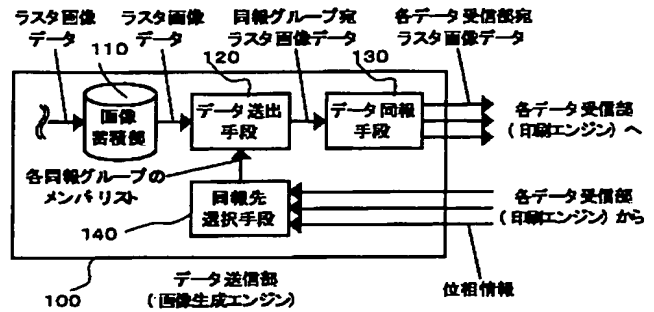 ラスタ画像
データ
ラスタ画像
データ
同報グループ宛
ラスタ画像データ
各データ受信部宛
ラスタ画像データ
110
120
130
画像
蓄積部
データ送出
手段
データ同報
手段
各データ受信部
(印刷エンジン)へ
各同報グループの
メンバリスト
同報先
選択手段
140
各データ受信部
(印刷エンジン)から
100
データ送信部
(画像生成エンジン)
位相情報